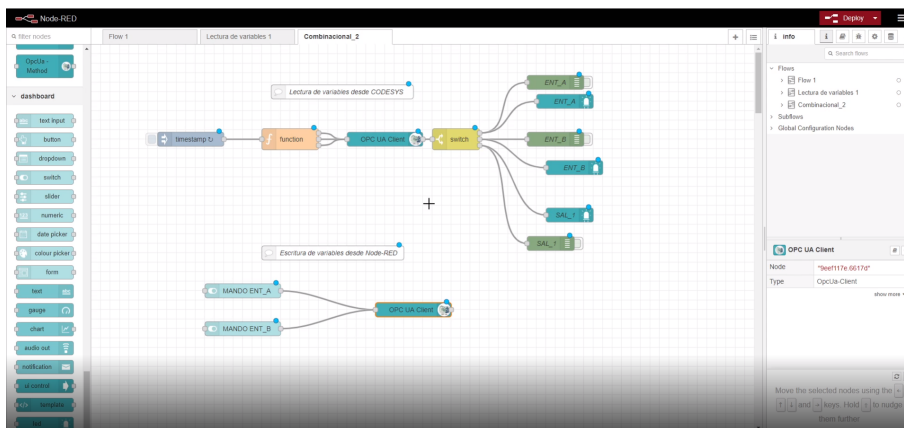 Node-RED
Deploy
filter nodes
Flow 1
Lectura de variables 1
Combinacional_2
info
Search flows
OpcUa - Method
dashboard
text input
button
dropdown
switch
slider
numeric
date picker
colour picker
form
text
gauge
chart
audio out
notification
ui control
template
Lectura de variables desde CODESYS
timestamp ↻
function
OPC UA Client
switch
ENT_A
ENT_A
ENT_B
ENT_B
SAL_1
SAL_1
Escritura de variables desde Node-RED
MANDO ENT_A
MANDO ENT_B
OPC UA Client
Flows
Flow 1
Lectura de variables 1
Combinacional_2
Subflows
Global Configuration Nodes
OPC UA Client
Node "9eef117e.6617d"
Type OpcUa-Client
show more
Move the selected nodes using the ←
↑ ↓ and → keys. Hold ⇧ to nudge
them further